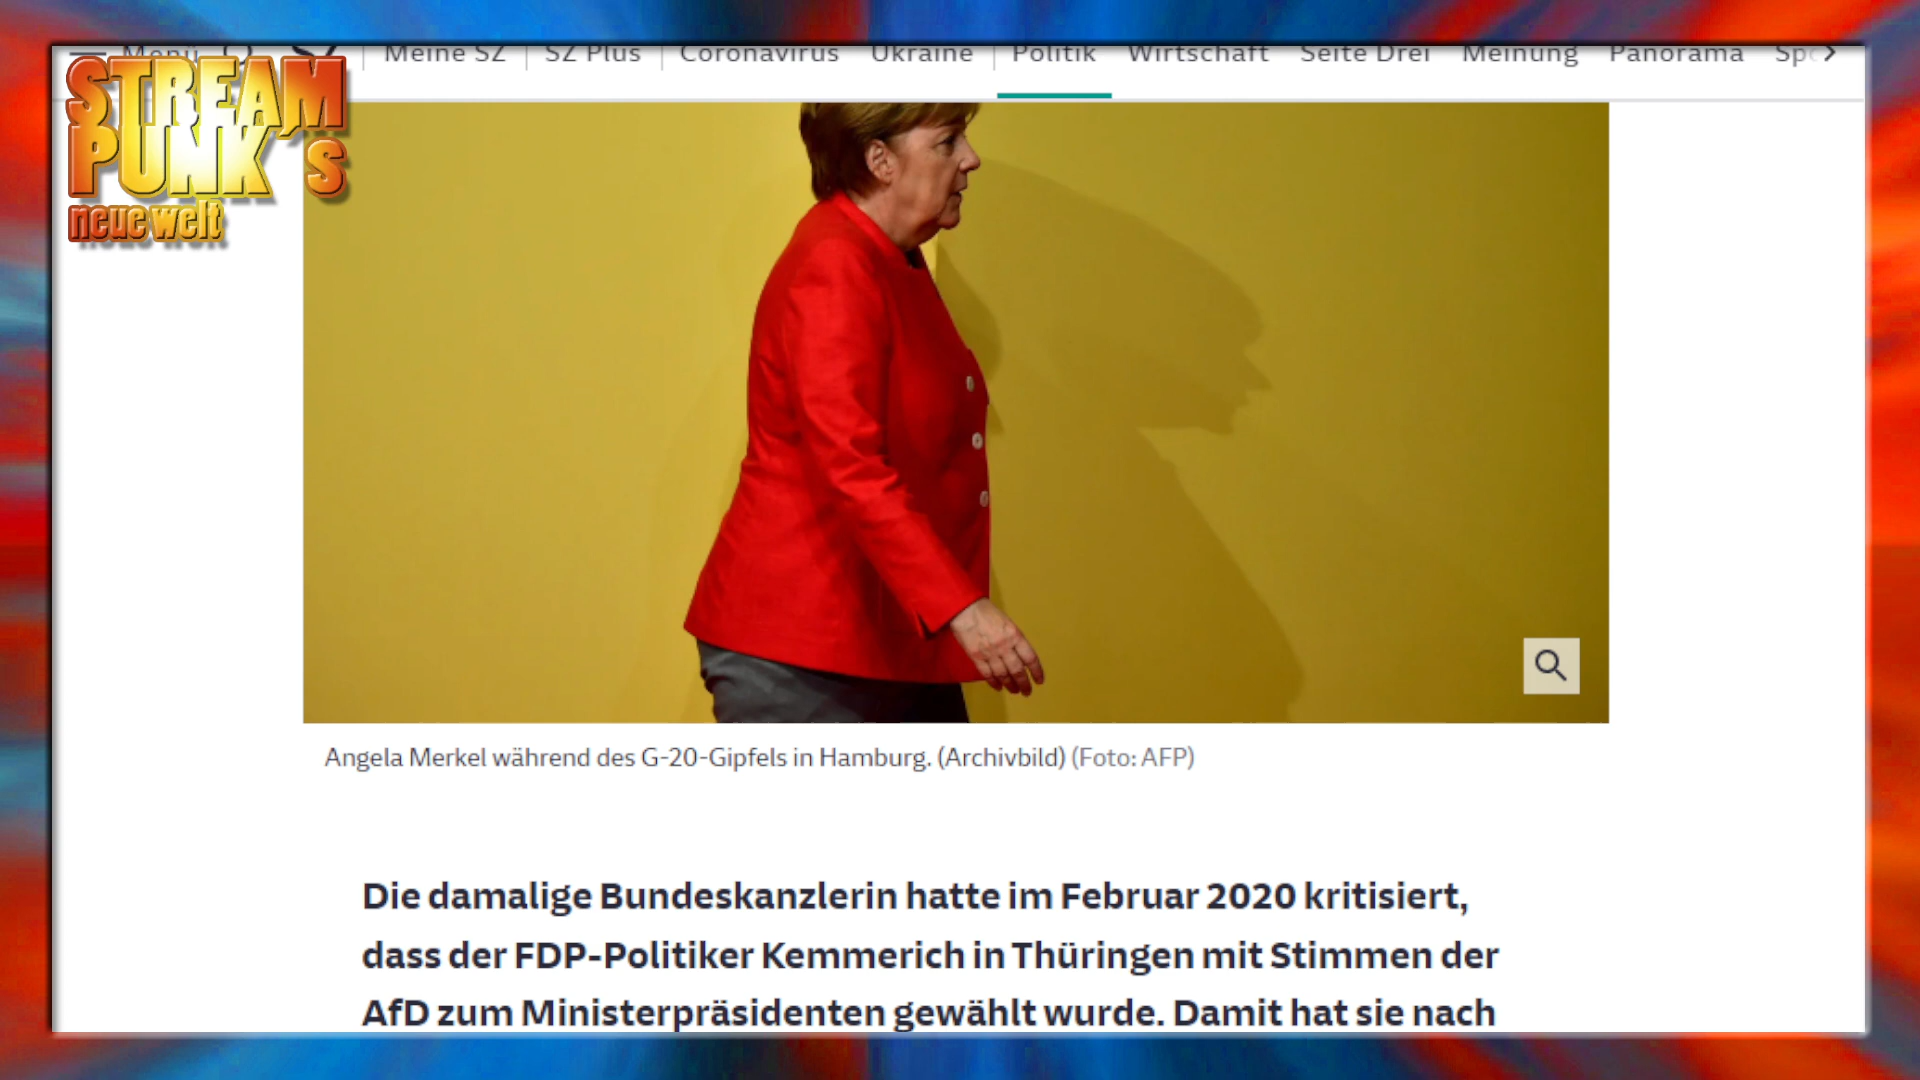 Menü
SZ
Meine SZ
SZ Plus
Coronavirus
Ukraine
Politik
Wirtschaft
Seite Drei
Meinung
Panorama
STREAM
PUNK´s
neue welt
Angela Merkel während des G-20-Gipfels in Hamburg. (Archivbild) (Foto: AFP)
Die damalige Bundeskanzlerin hatte im Februar 2020 kritisiert,
dass der FDP-Politiker Kemmerich in Thüringen mit Stimmen der
AfD zum Ministerpräsidenten gewählt wurde. Damit hat sie nach